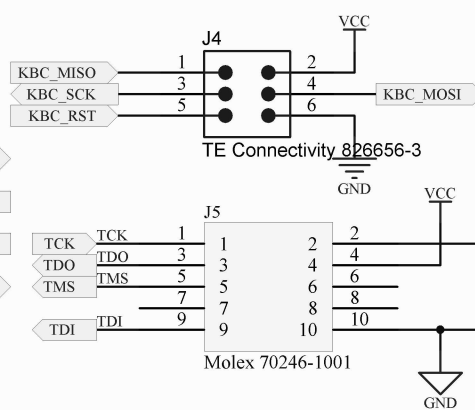 VCC
J4
KBC_MISO 1 2
KBC_SCK 3 4 KBC_MOSI
KBC_RST 5 6
TE Connectivity 826656-3
GND
VCC
J5
TCK TCK 1 1 2 2
TDO TDO 3 3 4 4
TMS TMS 5 5 6 6
7 7 8 8
TDI TDI 9 9 10 10
Molex 70246-1001
GND